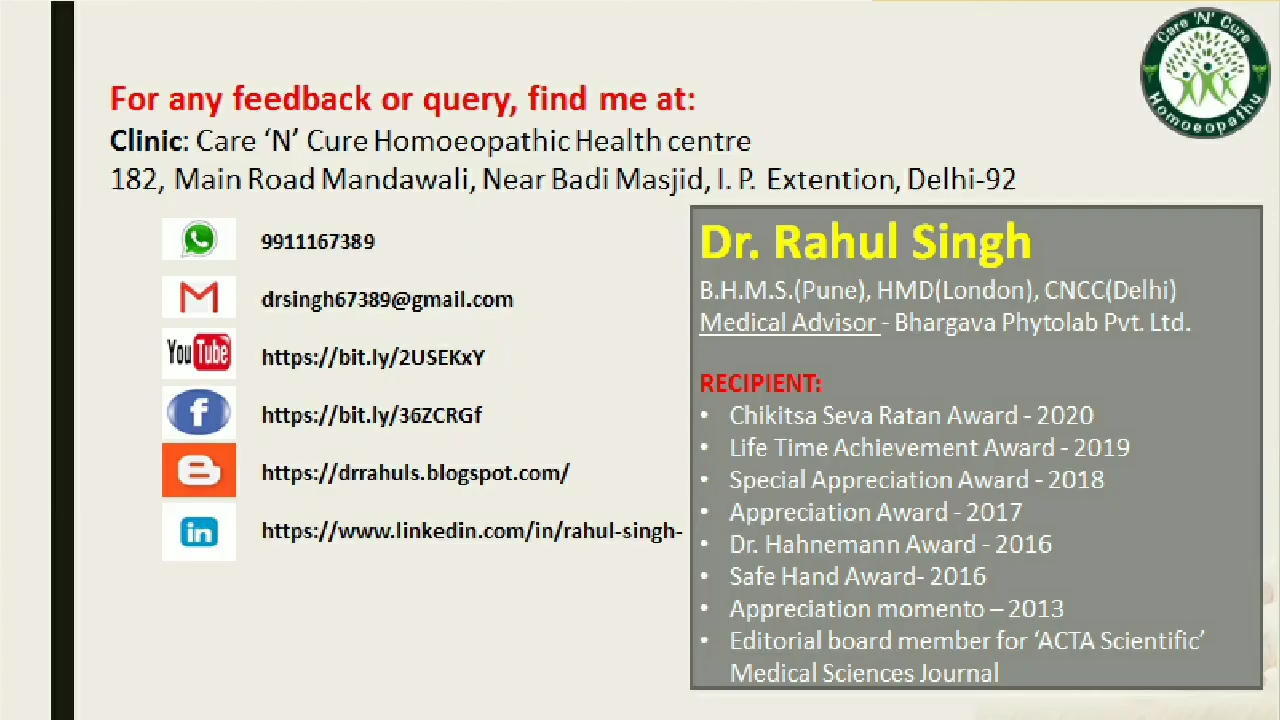 Care 'N' Cure
Homoeopathy
For any feedback or query, find me at:
Clinic: Care ‘N’ Cure Homoeopathic Health centre
182, Main Road Mandawali, Near Badi Masjid, I. P. Extention, Delhi-92
9911167389
drsingh67389@gmail.com
YouTube
https://bit.ly/2USEKxY
f
https://bit.ly/36ZCRGf
https://drrahuls.blogspot.com/
in
https://www.linkedin.com/in/rahul-singh-
Dr. Rahul Singh
B.H.M.S.(Pune), HMD(London), CNCC(Delhi)
Medical Advisor - Bhargava Phytolab Pvt. Ltd.
RECIPIENT:
• Chikitsa Seva Ratan Award - 2020
• Life Time Achievement Award - 2019
• Special Appreciation Award - 2018
• Appreciation Award - 2017
• Dr. Hahnemann Award - 2016
• Safe Hand Award- 2016
• Appreciation momento – 2013
• Editorial board member for ‘ACTA Scientific’
Medical Sciences Journal